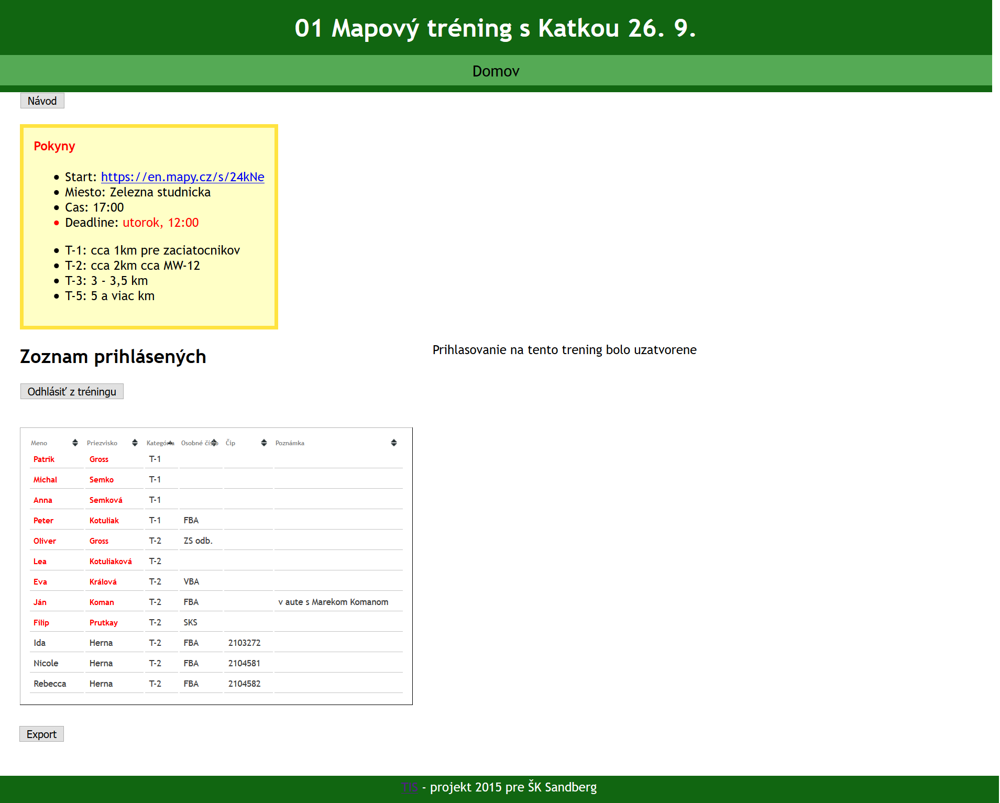 01 Mapový tréning s Katkou 26. 9.
Domov
Návod
Pokyny
Start: https://en.mapy.cz/s/24kNe
Miesto: Zelezna studnicka
Cas: 17:00
Deadline: utorok, 12:00
T-1: cca 1km pre zaciatocnikov
T-2: cca 2km cca MW-12
T-3: 3 - 3,5 km
T-5: 5 a viac km
Zoznam prihlásených
Prihlasovanie na tento trening bolo uzatvorene
Odhlásiť z tréningu
Meno Priezvisko Kategória Osobné číslo Čip Poznámka
Patrik Gross T-1
Michal Semko T-1
Anna Semková T-1
Peter Kotuliak T-1 FBA
Oliver Gross T-2 ZS odb.
Lea Kotuliaková T-2
Eva Králová T-2 VBA
Ján Koman T-2 FBA v aute s Marekom Komanom
Filip Prutkay T-2 SKS
Ida Herna T-2 FBA 2103272
Nicole Herna T-2 FBA 2104581
Rebecca Herna T-2 FBA 2104582
Export
TIS - projekt 2015 pre ŠK Sandberg